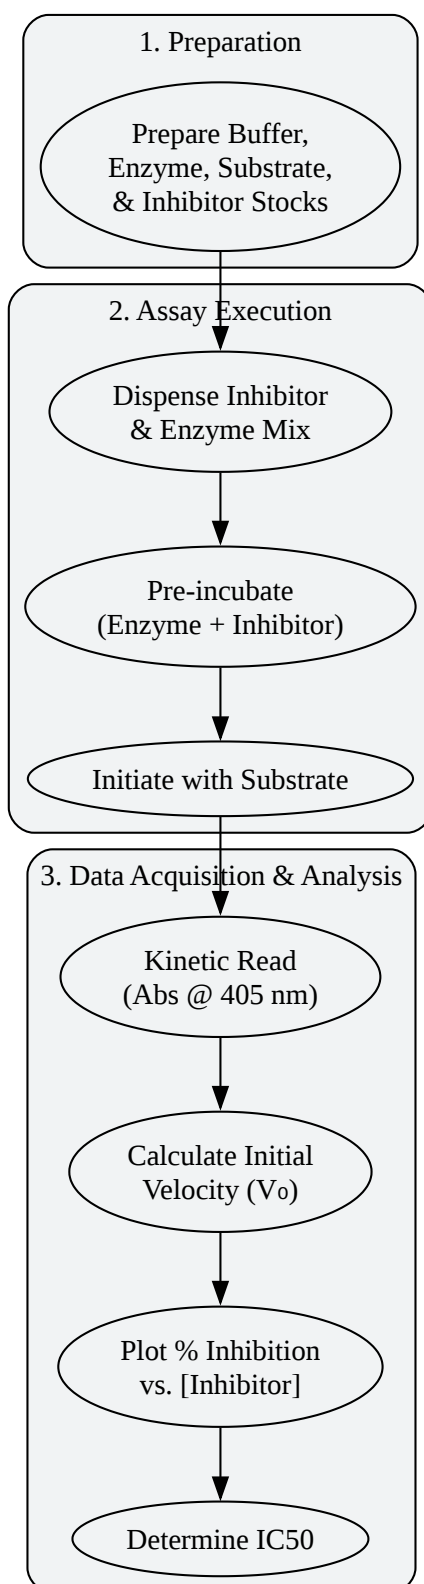 1. Preparation
Prepare Buffer,
Enzyme, Substrate,
& Inhibitor Stocks
2. Assay Execution
Dispense Inhibitor
& Enzyme Mix
Pre-incubate
(Enzyme + Inhibitor)
Initiate with Substrate
3. Data Acquisition & Analysis
Kinetic Read
(Abs @ 405 nm)
Calculate Initial
Velocity (V₀)
Plot % Inhibition
vs. [Inhibitor]
Determine IC50